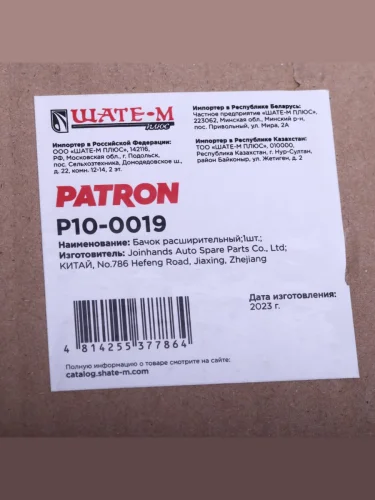 ШАТЕ-М
ПЛЮС
Импортер в Российской Федерации:
ООО «ШАТЕ-М ПЛЮС», 142116,
РФ, Московская обл., г. Подольск,
пос. Сельхозтехника, Домодедовское ш.,
д. 22, комн. 12-14, 2 эт.
Импортер в Республике Беларусь:
Частное предприятие «ШАТЕ-М ПЛЮС»,
223062, Минская обл., Минский р-н,
пос. Привольный, ул. Мира, 2А
Импортер в Республике Казахстан:
ТОО «ШАТЕ-М ПЛЮС», 010000,
Республика Казахстан, г. Нур-Султан,
район Байконыр, ул. Жетиген, д. 2
PATRON
P10-0019
Наименование: Бачок расширительный;1шт.;
Изготовитель: Joinhands Auto Spare Parts Co., Ltd;
КИТАЙ, No.786 Hefeng Road, Jiaxing, Zhejiang
Дата изготовления:
2023 г.
4 814255 377864
Полную информацию о товаре смотрите на
catalog.shate-m.com